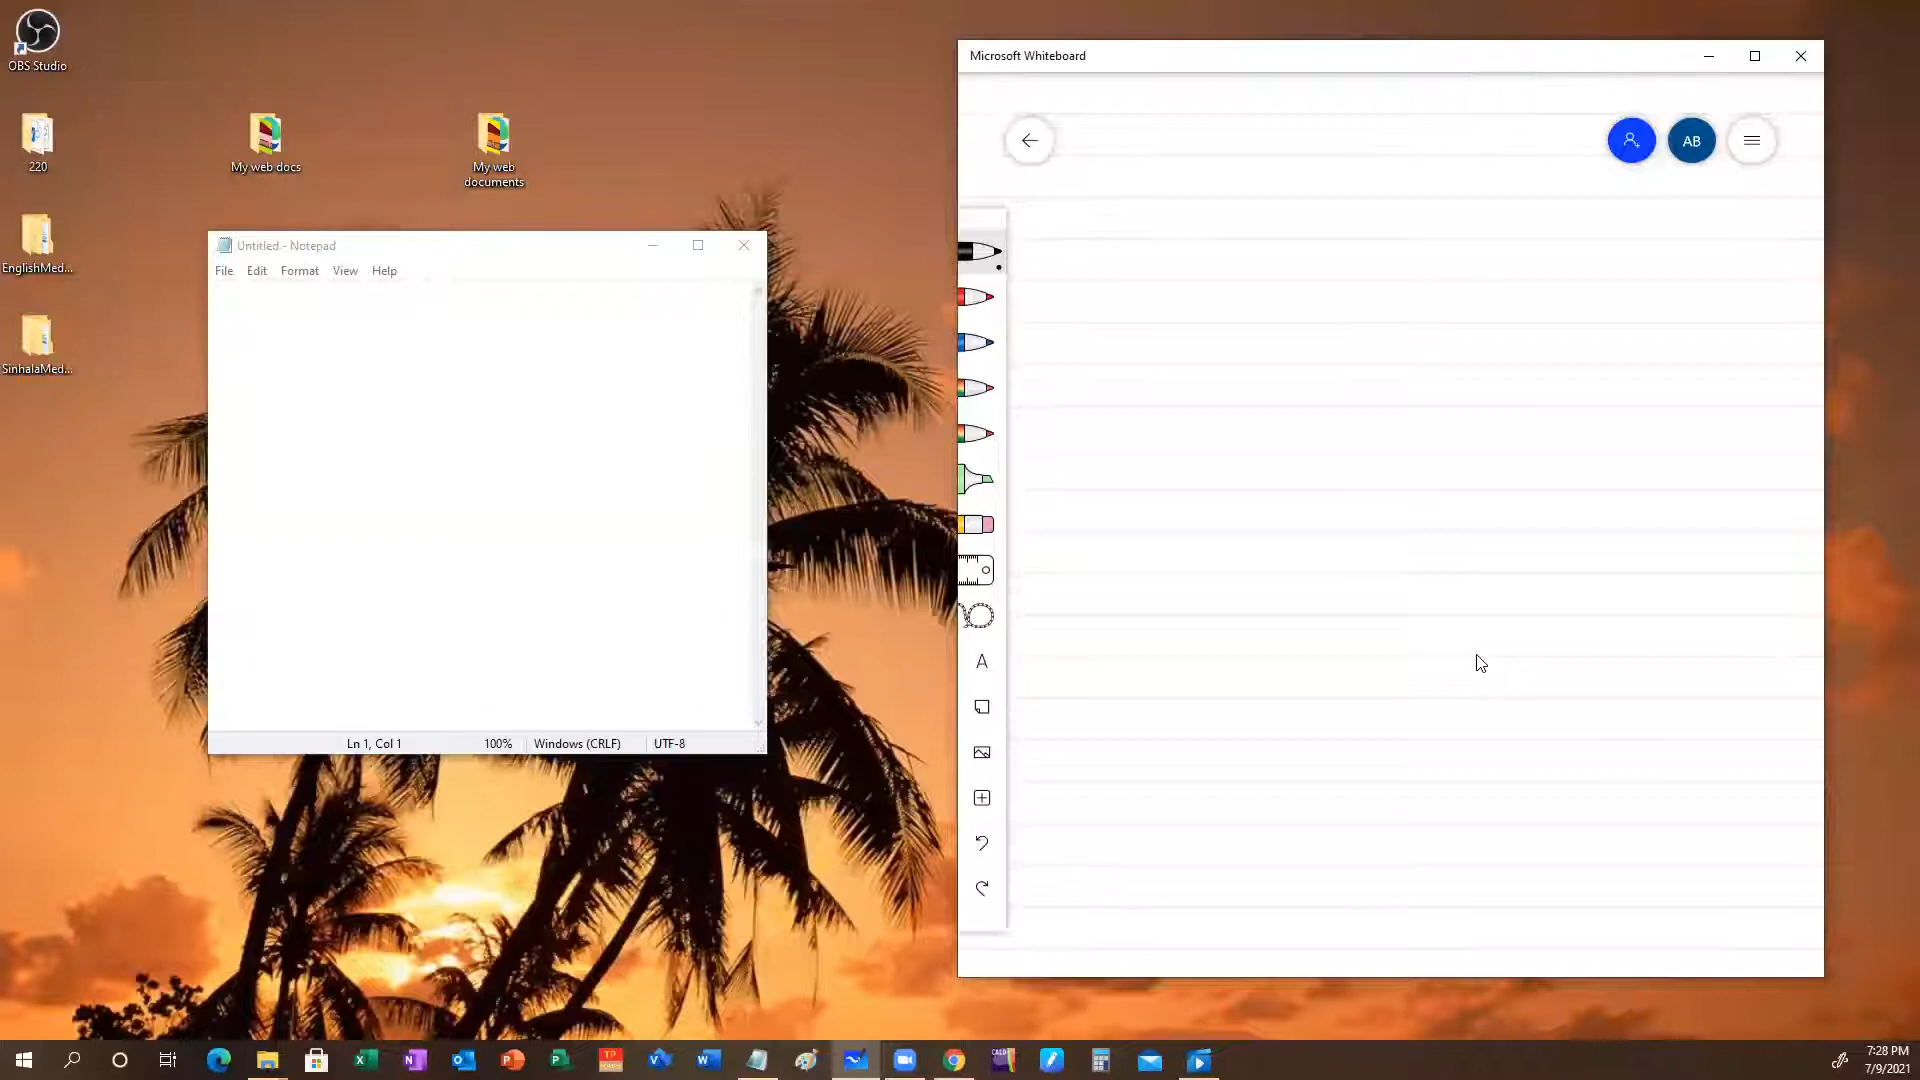 OBS Studio
220
EnglishMed...
SinhalaMed...
My web docs
My web
documents
Untitled - Notepad
File Edit Format View Help
Ln 1, Col 1 100% Windows (CRLF) UTF-8
Microsoft Whiteboard
AB
A
7:28 PM
7/9/2021